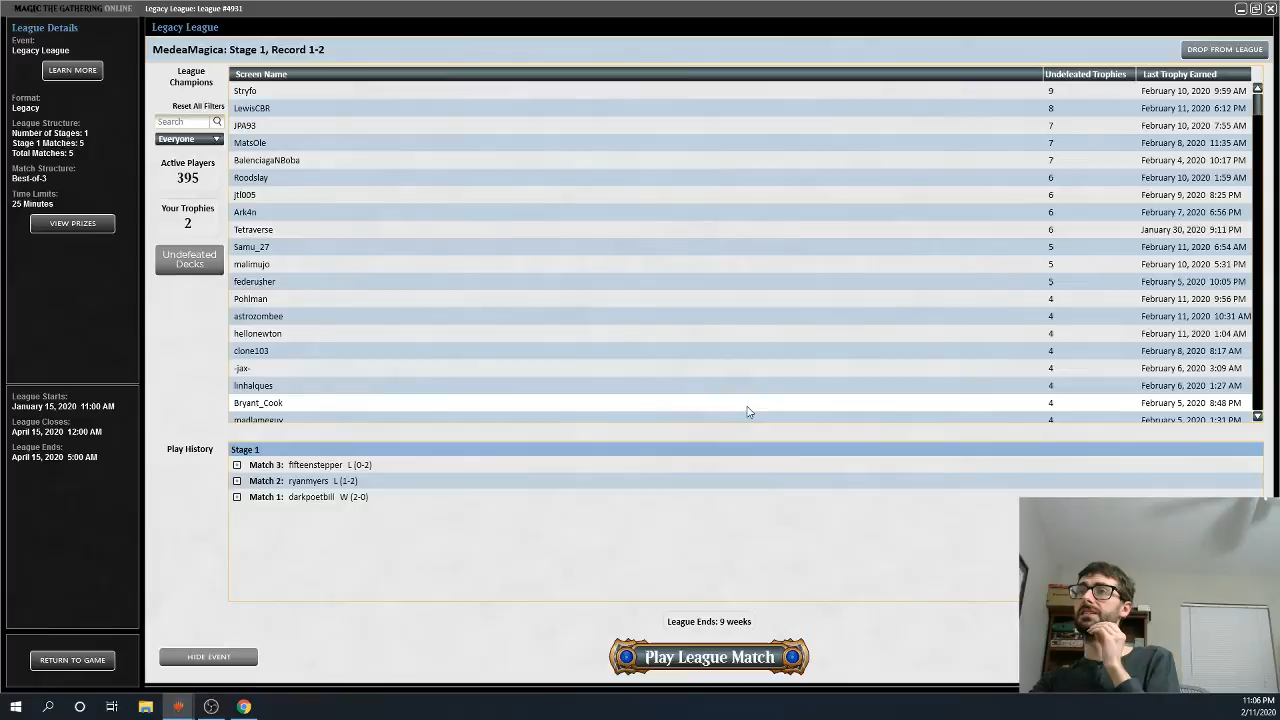 MAGIC THE GATHERING ONLINE Magic The Gathering: Legacy League: League #4931
League Details
Event:
Legacy League
LEARN MORE
Format:
Legacy
League Structure:
Number of Stages: 1
Stage 1 Matches: 5
Total Matches: 5
Match Structure:
Best-of-3
Time Limits:
25 Minutes
VIEW PRIZES
League Starts:
January 15, 2020 11:00 AM
League Closes:
April 15, 2020 12:00 AM
League Ends:
April 15, 2020 5:00 AM
RETURN TO GAME
Legacy League
MedeaMagica: Stage 1, Record 1-2
DROP FROM LEAGUE
League
Champions
Reset All Filters
Search
Everyone
Active Players
395
Your Trophies
2
Undefeated
Decks
Screen Name Undefeated Trophies Last Trophy Earned
Stryfo 9 February 10, 2020 9:59 AM
LewisCBR 8 February 11, 2020 6:12 PM
JPA93 7 February 10, 2020 7:55 AM
MatsOle 7 February 8, 2020 11:35 AM
BalenciagaNBoba 7 February 4, 2020 10:17 PM
Roodslay 6 February 10, 2020 1:59 AM
jtl005 6 February 9, 2020 8:25 PM
Ark4n 6 February 7, 2020 6:56 PM
Tetraverse 6 January 30, 2020 9:11 PM
Samu_27 5 February 11, 2020 6:54 AM
malimujo 5 February 10, 2020 5:31 PM
federusher 5 February 5, 2020 10:05 PM
Pohlman 4 February 11, 2020 9:56 PM
astrozombee 4 February 11, 2020 10:31 AM
hellonewton 4 February 11, 2020 1:04 AM
clone103 4 February 8, 2020 8:17 AM
-jax- 4 February 6, 2020 3:09 AM
linhalques 4 February 6, 2020 1:27 AM
Bryant_Cook 4 February 5, 2020 8:48 PM
madlameguy 4 February 5, 2020 1:31 PM
Play History
Stage 1
Match 3: fifteenstepper L (0-2)
Match 2: ryanmyers L (1-2)
Match 1: darkpoetbill W (2-0)
League Ends: 9 weeks
HIDE EVENT
Play League Match
11:06 PM
2/11/2020